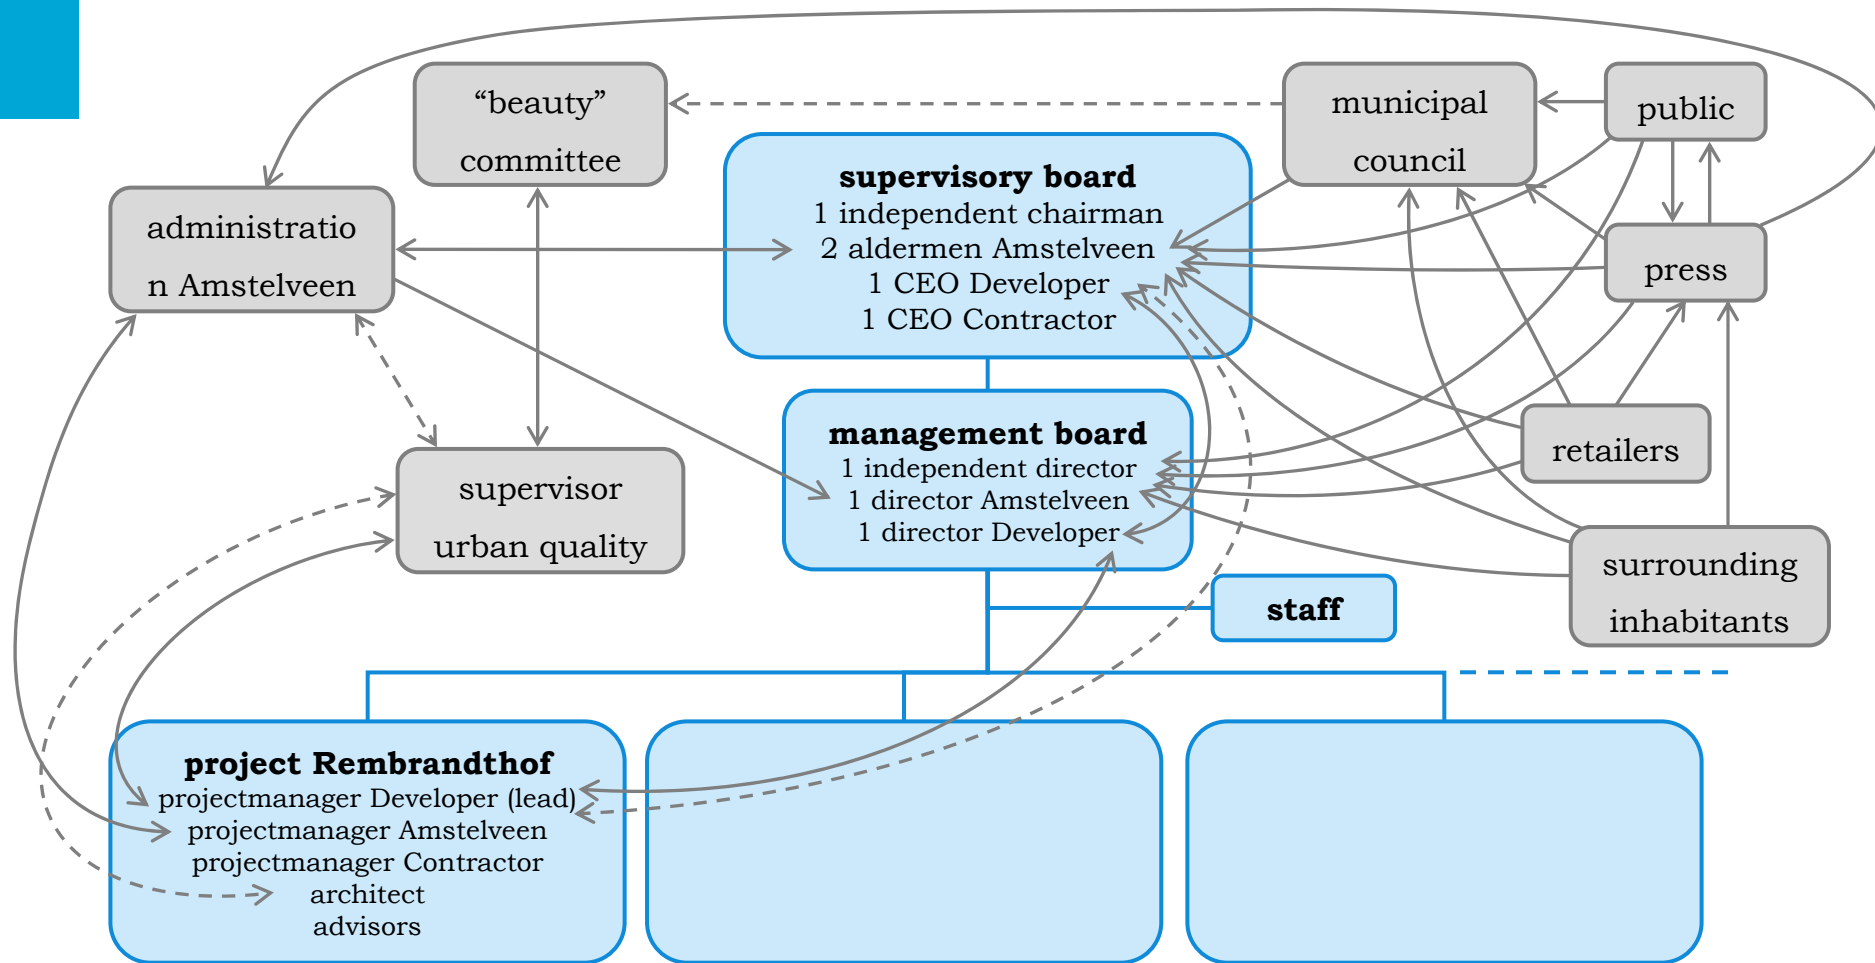 “beauty”
committee
municipal
council
public
administratio
n Amstelveen
supervisory board
1 independent chairman
2 aldermen Amstelveen
1 CEO Developer
1 CEO Contractor
press
management board
1 independent director
1 director Amstelveen
1 director Developer
retailers
supervisor
urban quality
surrounding
inhabitants
staff
project Rembrandthof
projectmanager Developer (lead)
projectmanager Amstelveen
projectmanager Contractor
architect
advisors